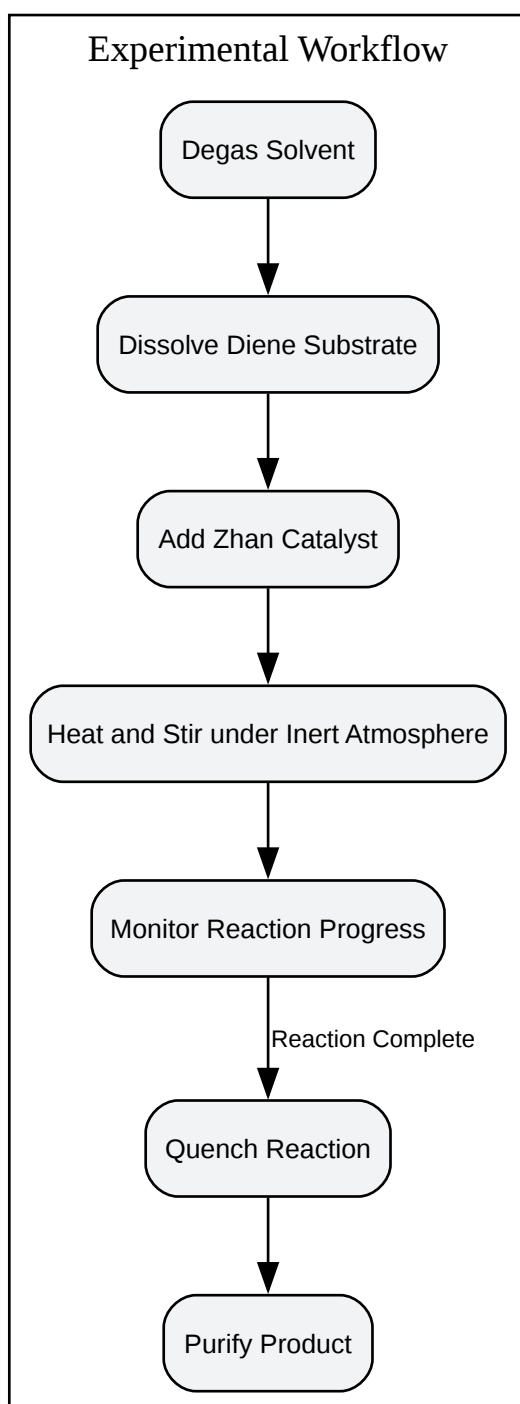 Experimental Workflow
Degas Solvent
Dissolve Diene Substrate
Add Zhan Catalyst
Heat and Stir under Inert Atmosphere
Monitor Reaction Progress
Reaction Complete
Quench Reaction
Purify Product